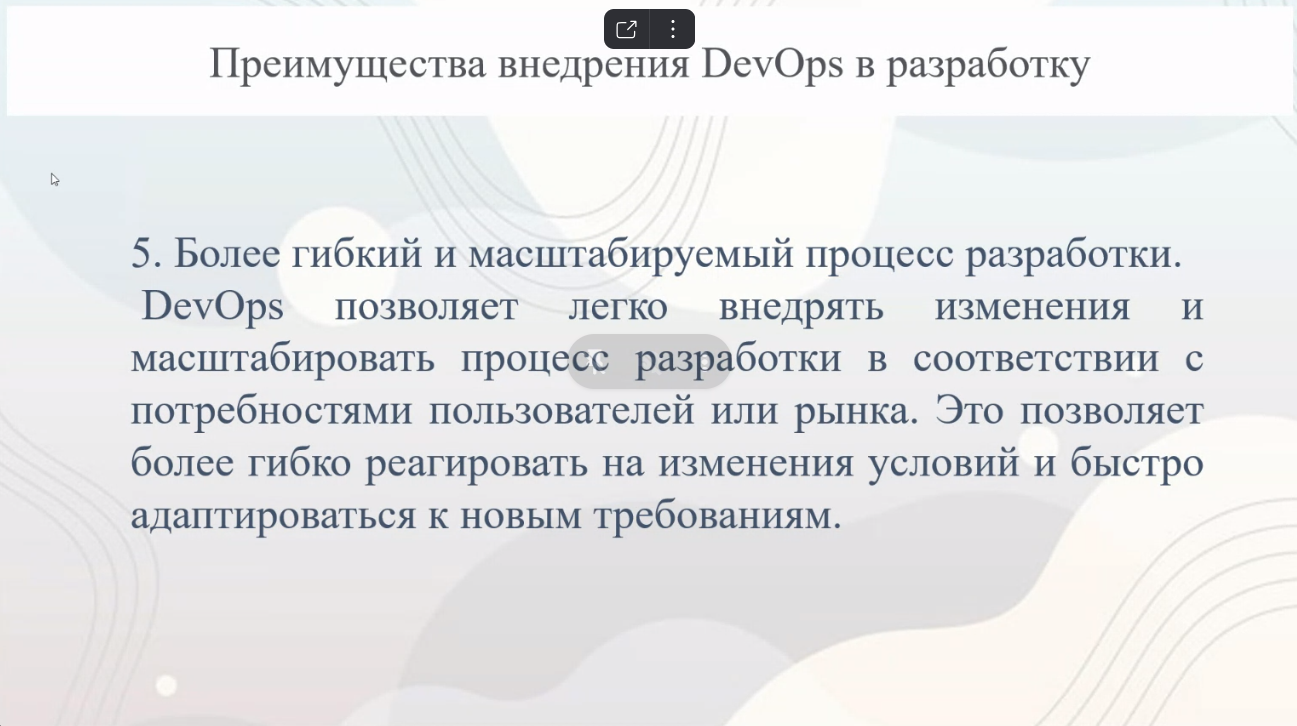 Преимущества внедрения DevOps в разработку
5. Более гибкий и масштабируемый процесс разработки.
DevOps позволяет легко внедрять изменения и
масштабировать процесс разработки в соответствии с
потребностями пользователей или рынка. Это позволяет
более гибко реагировать на изменения условий и быстро
адаптироваться к новым требованиям.